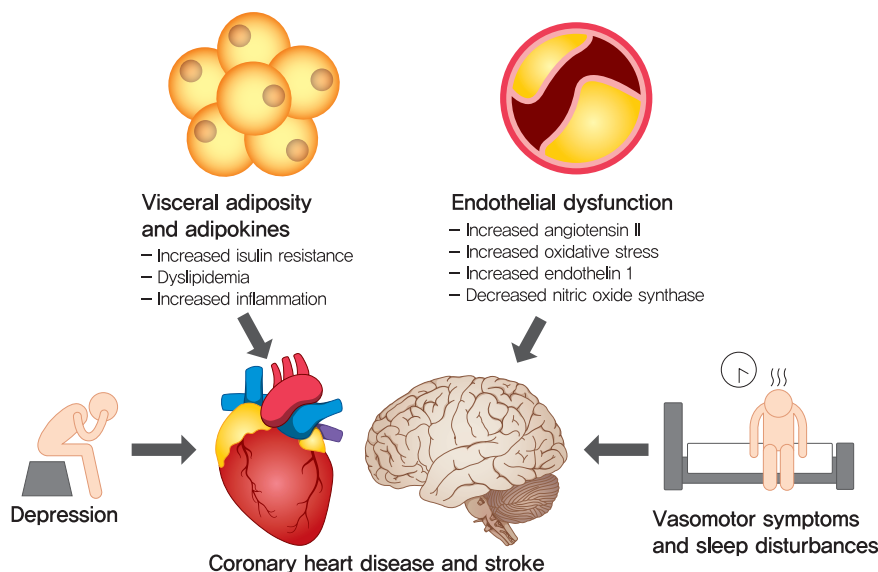 Visceral adiposity
and adipokines
– Increased isulin resistance
– Dyslipidemia
– Increased inflammation
Endothelial dysfunction
– Increased angiotensin II
– Increased oxidative stress
– Increased endothelin 1
– Decreased nitric oxide synthase
Depression
Vasomotor symptoms
and sleep disturbances
Coronary heart disease and stroke